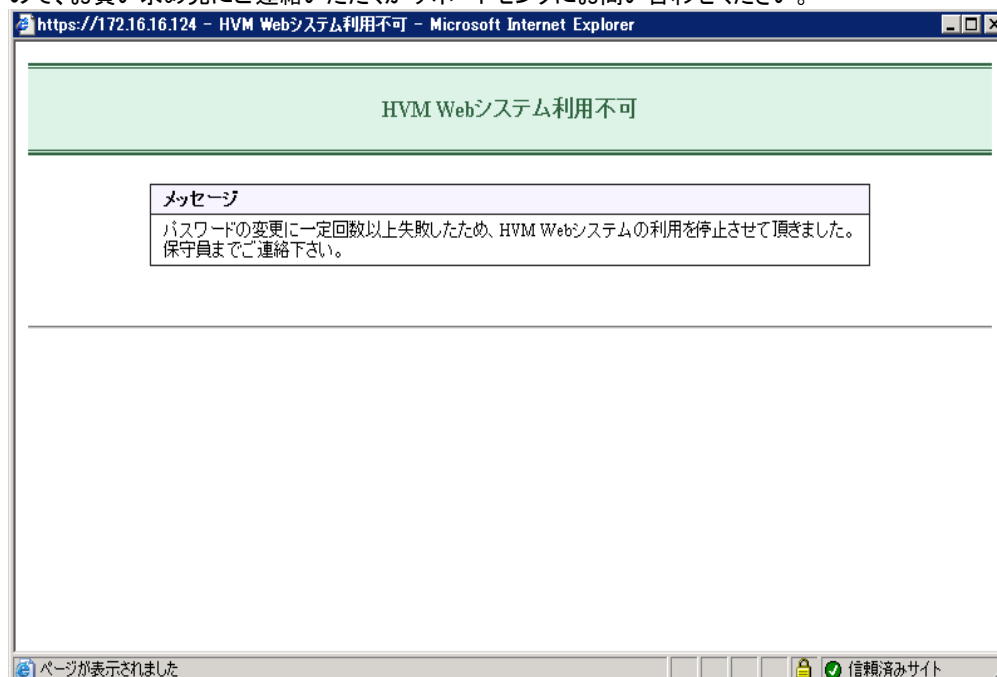 https://172.16.16.124 - HVM Webシステム利用不可 - Microsoft Internet Explorer
HVM Webシステム利用不可
メッセージ
パスワードの変更に一定回数以上失敗したため、HVM Webシステムの利用を停止させて頂きました。
保守員までご連絡下さい。
ページが表示されました
信頼済みサイト